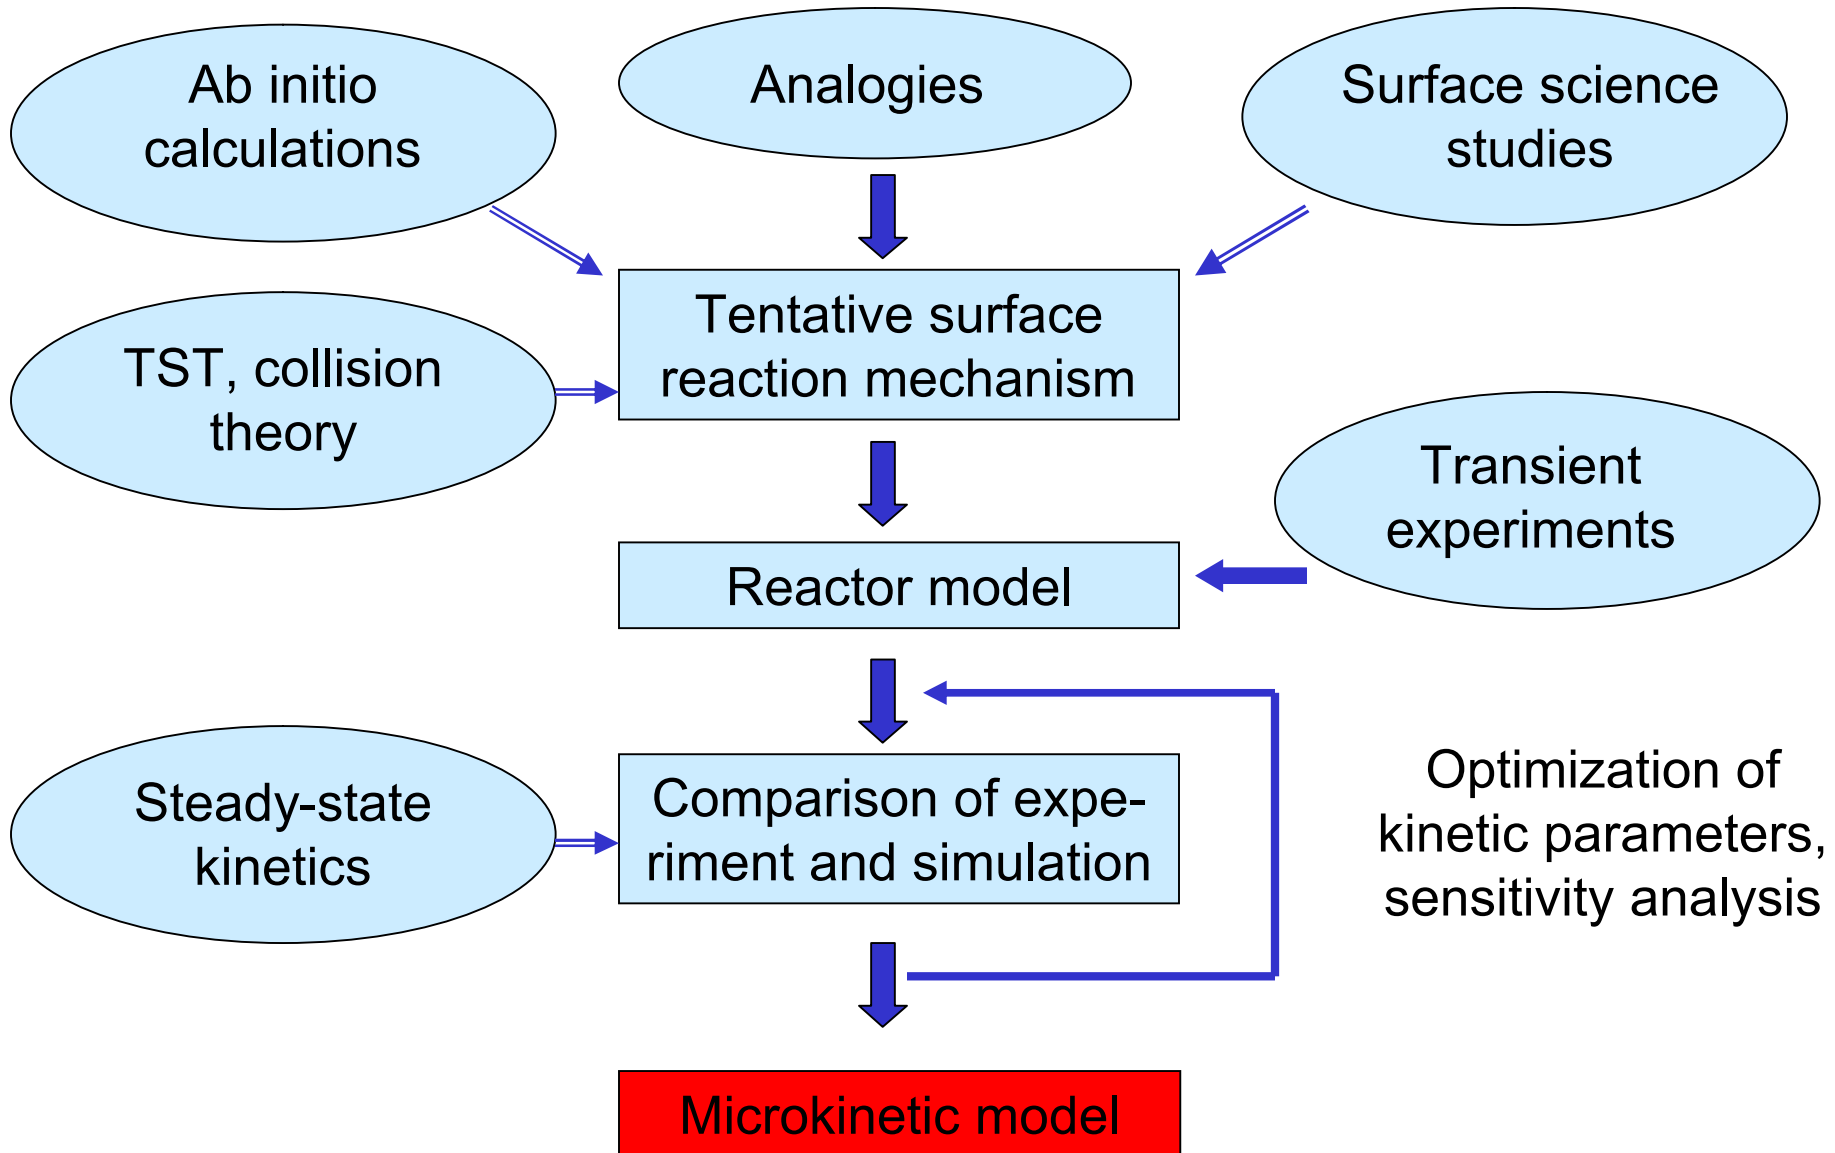 Ab initio
calculations
Analogies
Surface science
studies
Tentative surface
reaction mechanism
TST, collision
theory
Transient
experiments
Reactor model
Steady-state
kinetics
Comparison of expe-
riment and simulation
Optimization of
kinetic parameters,
sensitivity analysis
Microkinetic model